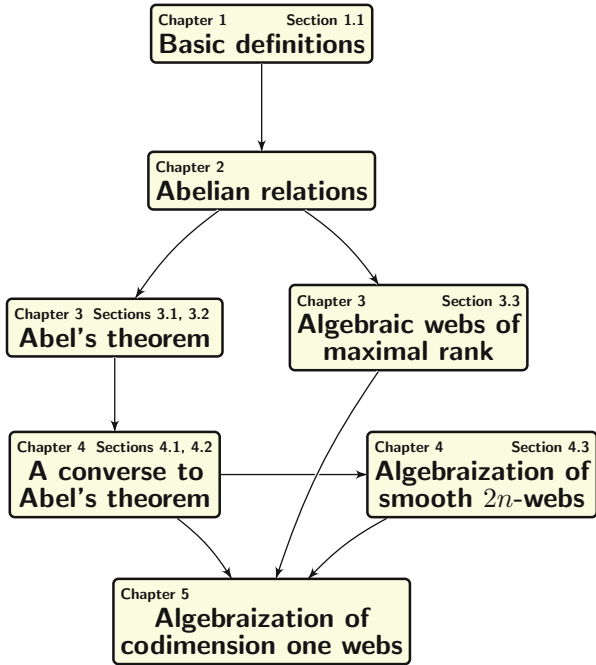 Chapter 1 Section 1.1
Basic definitions
Chapter 2
Abelian relations
Chapter 3 Sections 3.1, 3.2
Abel's theorem
Chapter 3 Section 3.3
Algebraic webs of
maximal rank
Chapter 4 Sections 4.1, 4.2
A converse to
Abel's theorem
Chapter 4 Section 4.3
Algebraization of
smooth 2n-webs
Chapter 5
Algebraization of
codimension one webs